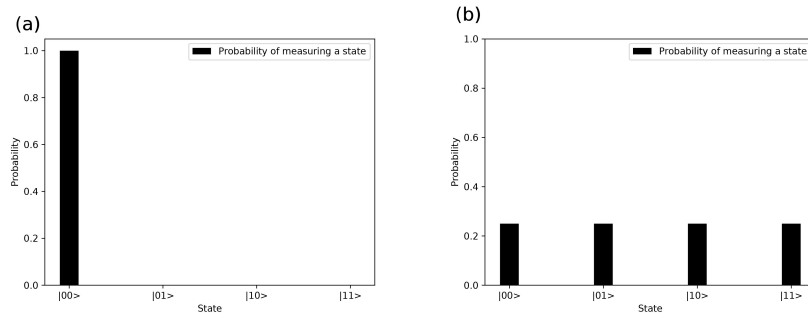 (a)
Probability of measuring a state
1.0
0.8
0.6
0.4
0.2
0.0
Probability
|00>
|01>
|10>
|11>
State
(b)
Probability of measuring a state
1.0
0.8
0.6
0.4
0.2
0.0
Probability
|00>
|01>
|10>
|11>
State